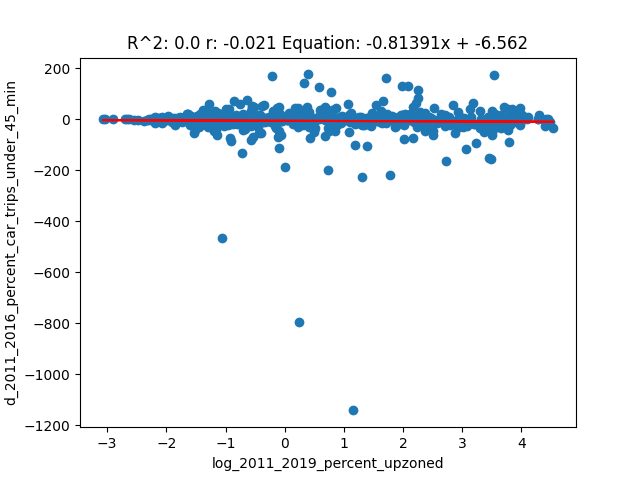 R^2: 0.0 r: -0.021 Equation: -0.81391x + -6.562
200
0
−200
−400
−600
−800
−1000
−1200
d_2011_2016_percent_car_trips_under_45_min
−3 −2 −1 0 1 2 3 4
log_2011_2019_percent_upzoned